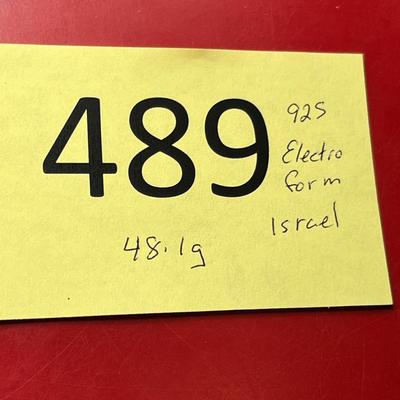 489
925
Electro
form
Israel
48.1g